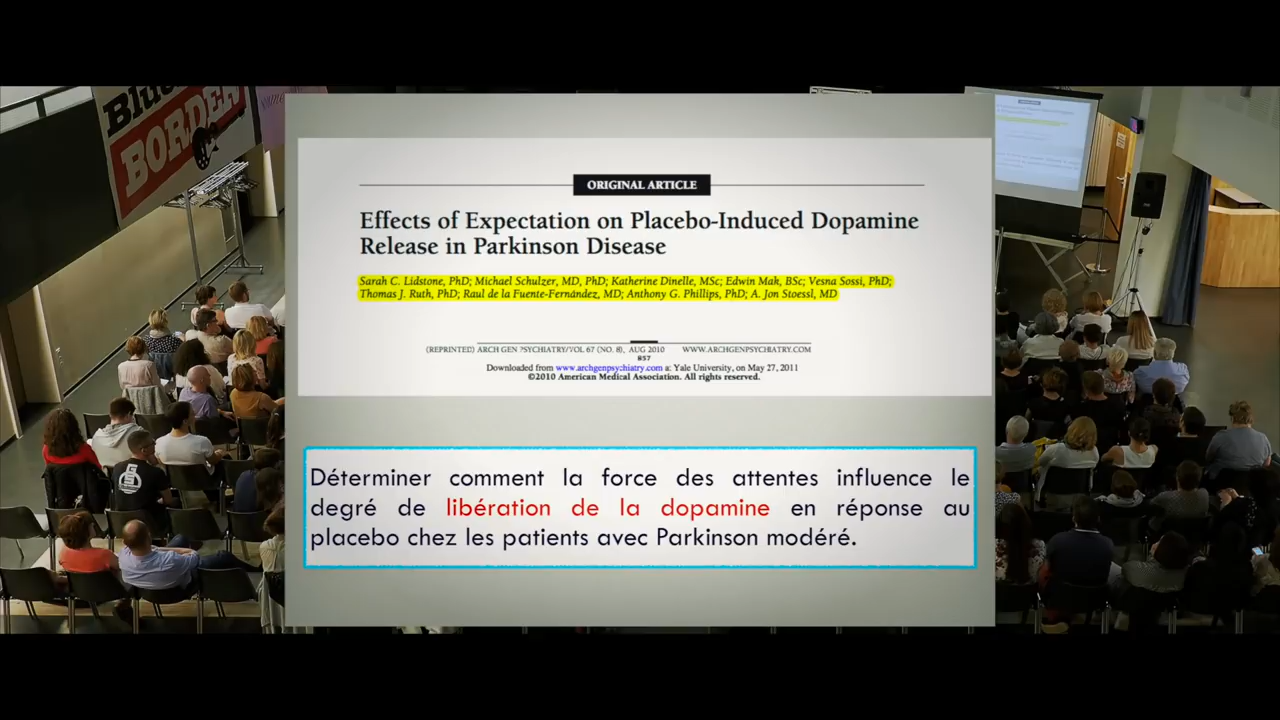 Blue
BORDER
ORIGINAL ARTICLE
Effects of Expectation on Placebo-Induced Dopamine
Release in Parkinson Disease
Sarah C. Lidstone, PhD; Michael Schulzer, MD, PhD; Katherine Dinelle, MSc; Edwin Mak, BSc; Vesna Sossi, PhD;
Thomas J. Ruth, PhD; Raul de la Fuente-Fernández, MD; Anthony G. Phillips, PhD; A. Jon Stoessl, MD
(REPRINTED) ARCH GEN ?SYCHIATRY/VOL 67 (NO. 8), AUG 2010 WWW.ARCHGENPSYCHIATRY.COM
857
Downloaded from www.archgenpsychiatry.com a: Yale University, on May 27, 2011
©2010 American Medical Association. All rights reserved.
Déterminer comment la force des attentes influence le
degré de libération de la dopamine en réponse au
placebo chez les patients avec Parkinson modéré.